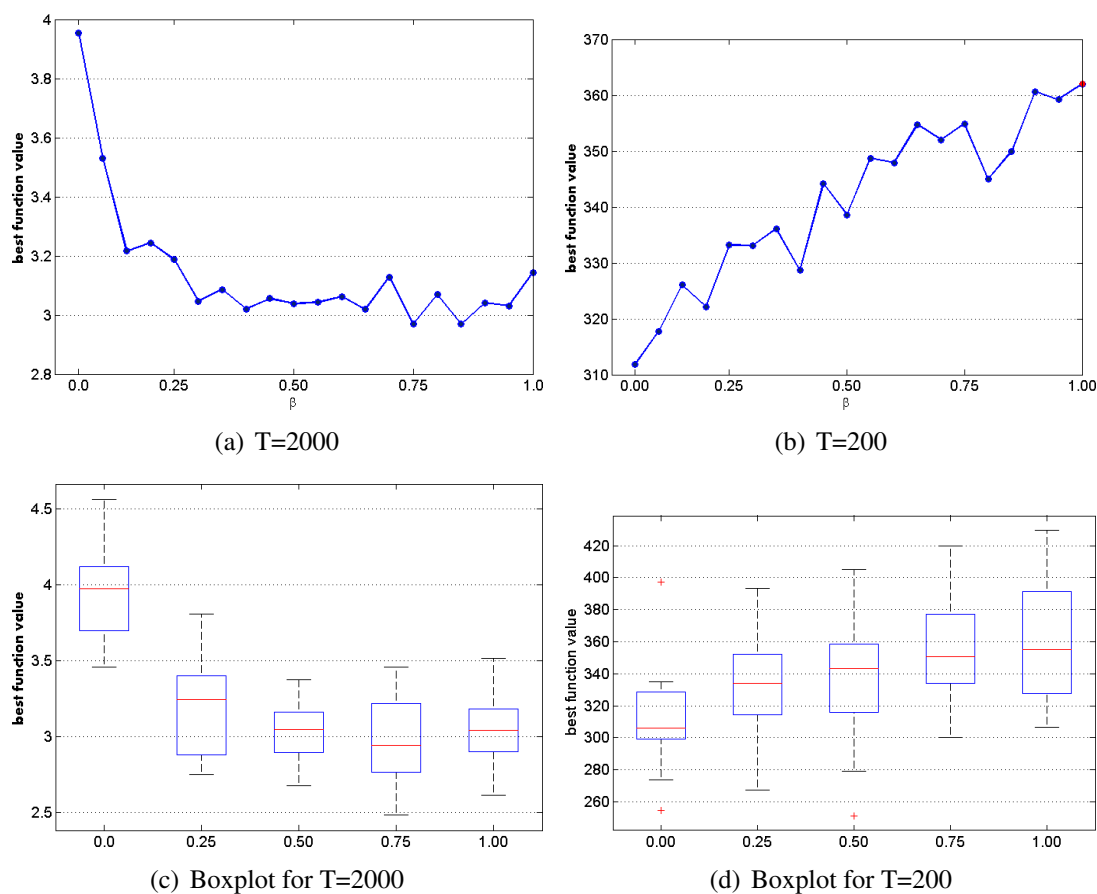 4
3.8
3.6
3.4
3.2
3
2.8
best function value
0.0 0.25 0.50 0.75 1.0
β
(a) T=2000
370
360
350
340
330
320
310
best function value
0.00 0.25 0.50 0.75 1.00
β
(b) T=200
4.5
4
3.5
3
2.5
best function value
0.0 0.25 0.50 0.75 1.00
(c) Boxplot for T=2000
420
400
380
360
340
320
300
280
260
best function value
0.00 0.25 0.50 0.75 1.00
(d) Boxplot for T=200